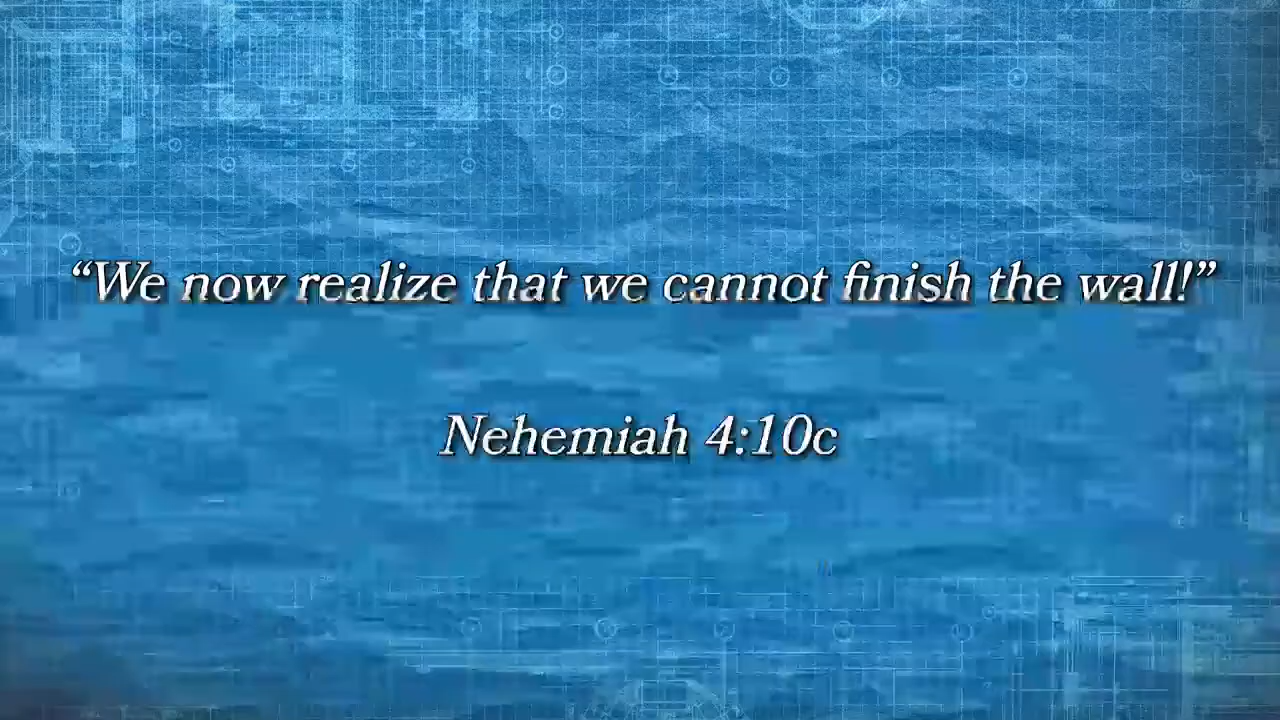 “We now realize that we cannot finish the wall!”
Nehemiah 4:10c